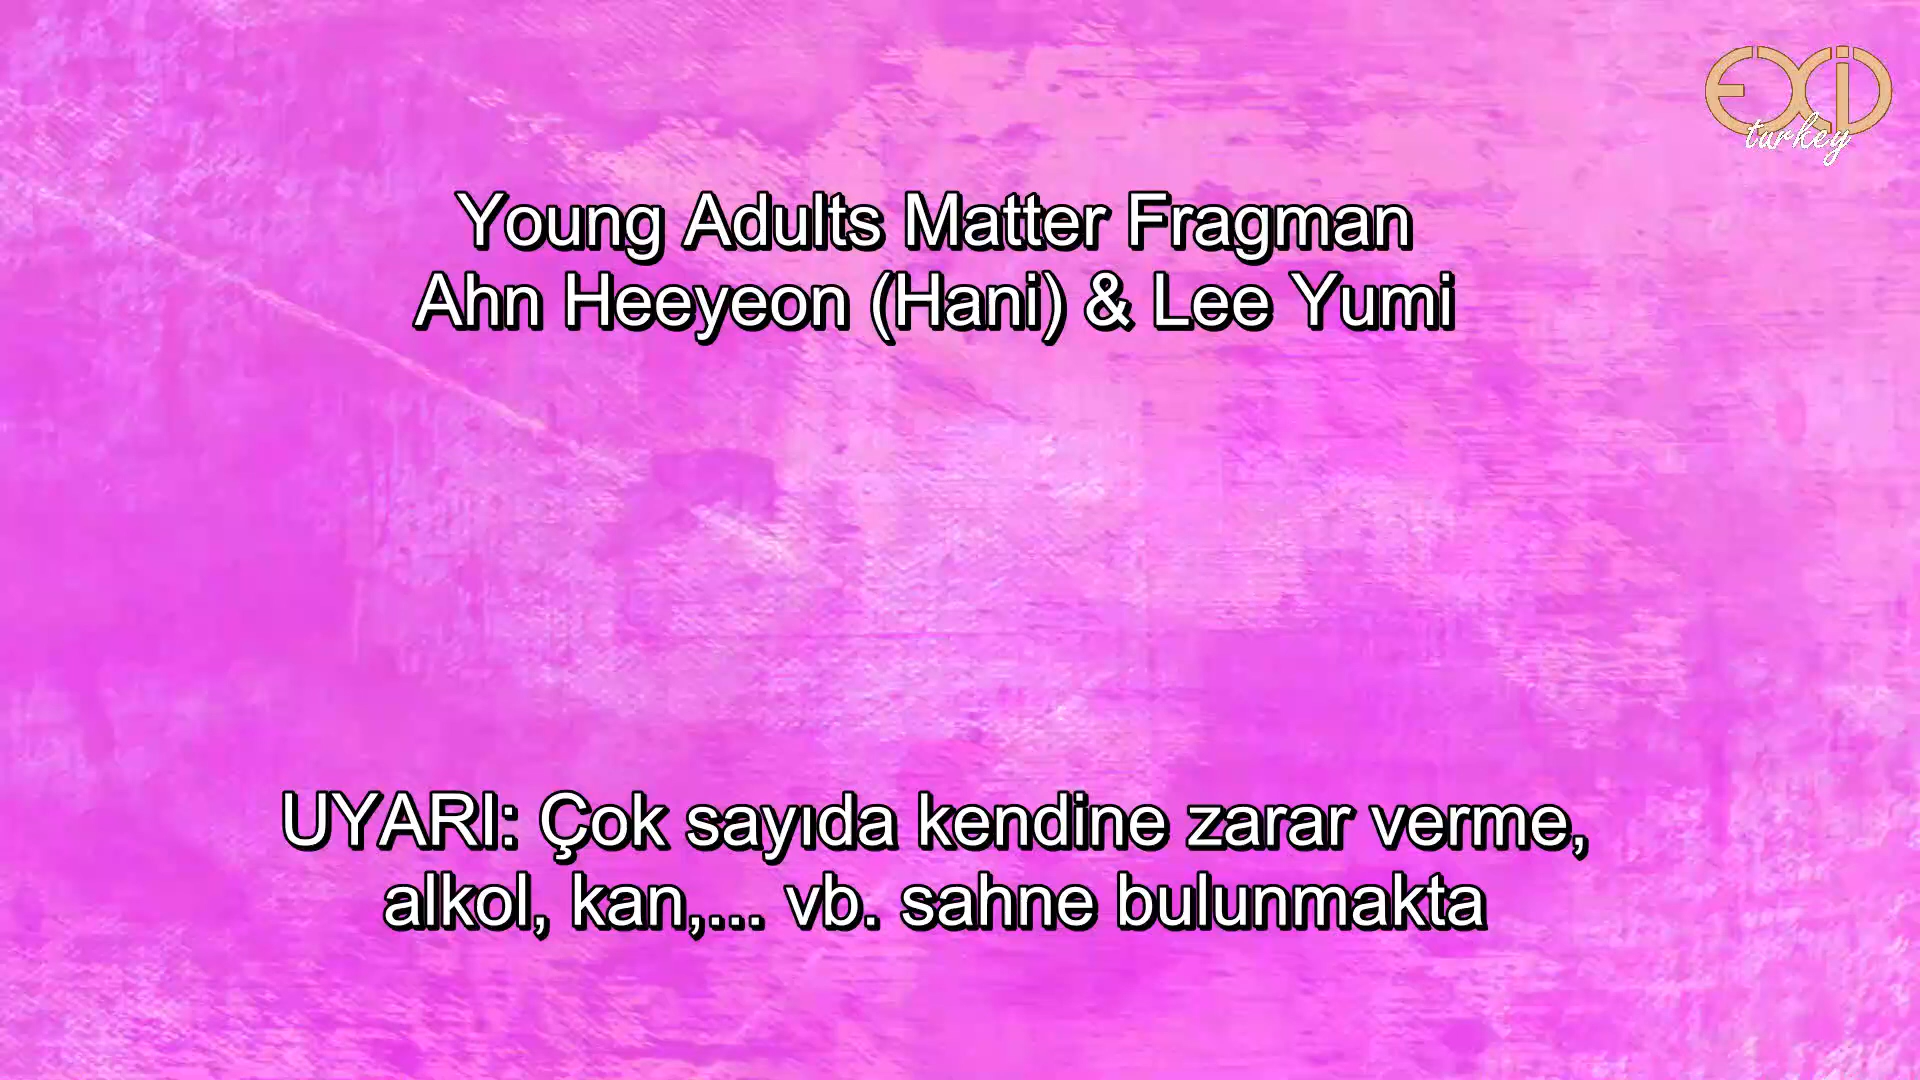 EXID
turkey
Young Adults Matter Fragman
Ahn Heeyeon (Hani) & Lee Yumi
UYARI: Çok sayıda kendine zarar verme,
alkol, kan,... vb. sahne bulunmakta